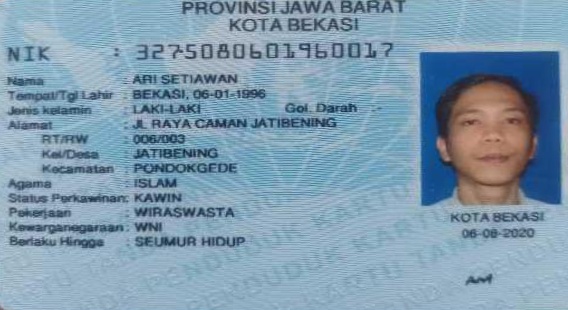 PROVINSI JAWA BARAT
KOTA BEKASI
NIK : 3275080601960017
Nama : ARI SETIAWAN
Tempat/Tgl Lahir : BEKASI, 06-01-1996
Jenis kelamin : LAKI-LAKI Gol. Darah :-
Alamat : JL RAYA CAMAN JATIBENING
RT/RW : 006/003
Kel/Desa : JATIBENING
Kecamatan : PONDOKGEDE
Agama : ISLAM
Status Perkawinan: KAWIN
Pekerjaan : WIRASWASTA
Kewarganegaraan : WNI
Berlaku Hingga : SEUMUR HIDUP
KOTA BEKASI
06-08-2020